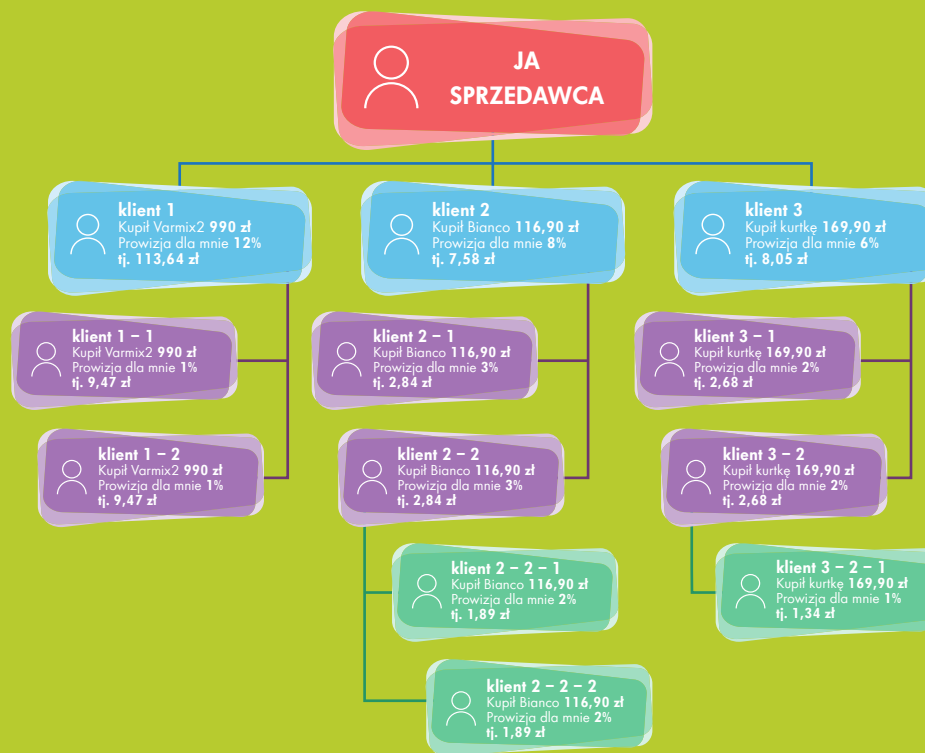 JA
SPRZEDAWCA
klient 1
Kupił Varmix2 990 zł
Prowizja dla mnie 12%
tj. 113,64 zł
klient 2
Kupił Bianco 116,90 zł
Prowizja dla mnie 8%
tj. 7,58 zł
klient 3
Kupił kurtkę 169,90 zł
Prowizja dla mnie 6%
tj. 8,05 zł
klient 1 – 1
Kupił Varmix2 990 zł
Prowizja dla mnie 1%
tj. 9,47 zł
klient 2 – 1
Kupił Bianco 116,90 zł
Prowizja dla mnie 3%
tj. 2,84 zł
klient 3 – 1
Kupił kurtkę 169,90 zł
Prowizja dla mnie 2%
tj. 2,68 zł
klient 1 – 2
Kupił Varmix2 990 zł
Prowizja dla mnie 1%
tj. 9,47 zł
klient 2 – 2
Kupił Bianco 116,90 zł
Prowizja dla mnie 3%
tj. 2,84 zł
klient 3 – 2
Kupił kurtkę 169,90 zł
Prowizja dla mnie 2%
tj. 2,68 zł
klient 2 – 2 – 1
Kupił Bianco 116,90 zł
Prowizja dla mnie 2%
tj. 1,89 zł
klient 3 – 2 – 1
Kupił kurtkę 169,90 zł
Prowizja dla mnie 1%
tj. 1,34 zł
klient 2 – 2 – 2
Kupił Bianco 116,90 zł
Prowizja dla mnie 2%
tj. 1,89 zł